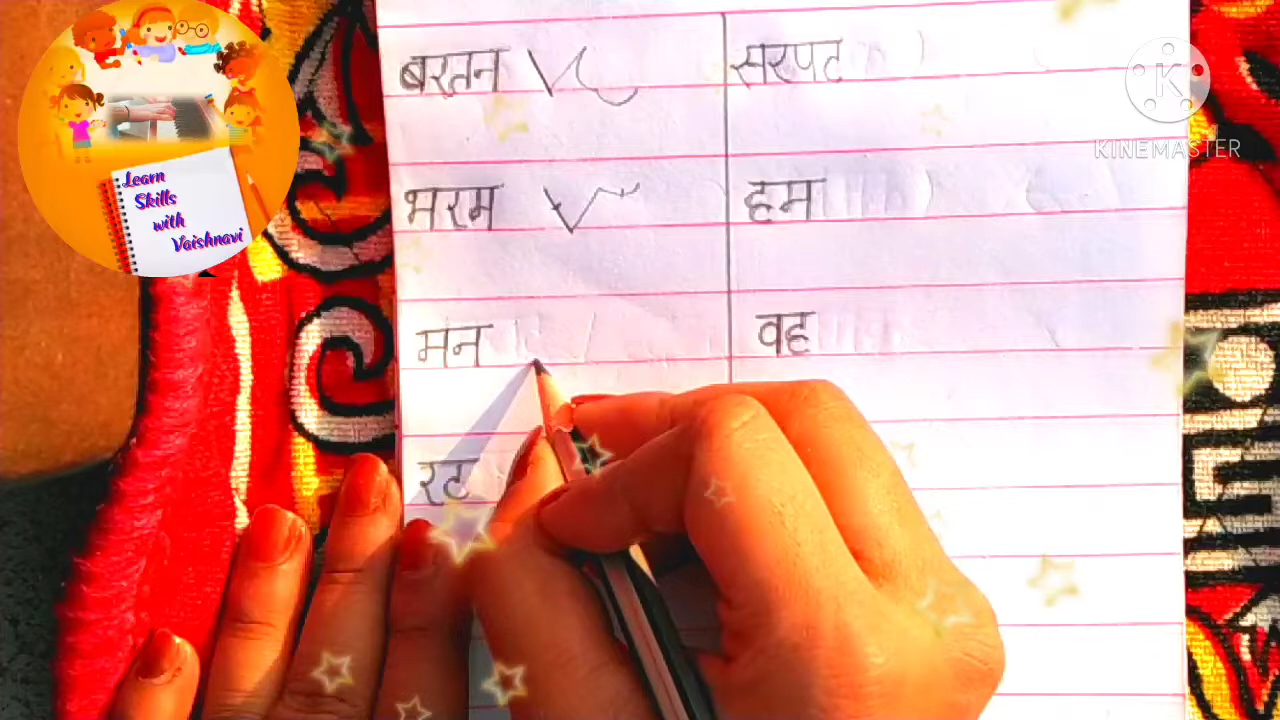 Learn
Skills
with
Vaishnavi
K
KINEMASTER
बरतन
सरपट
भरम
हम
मन
वह
रट